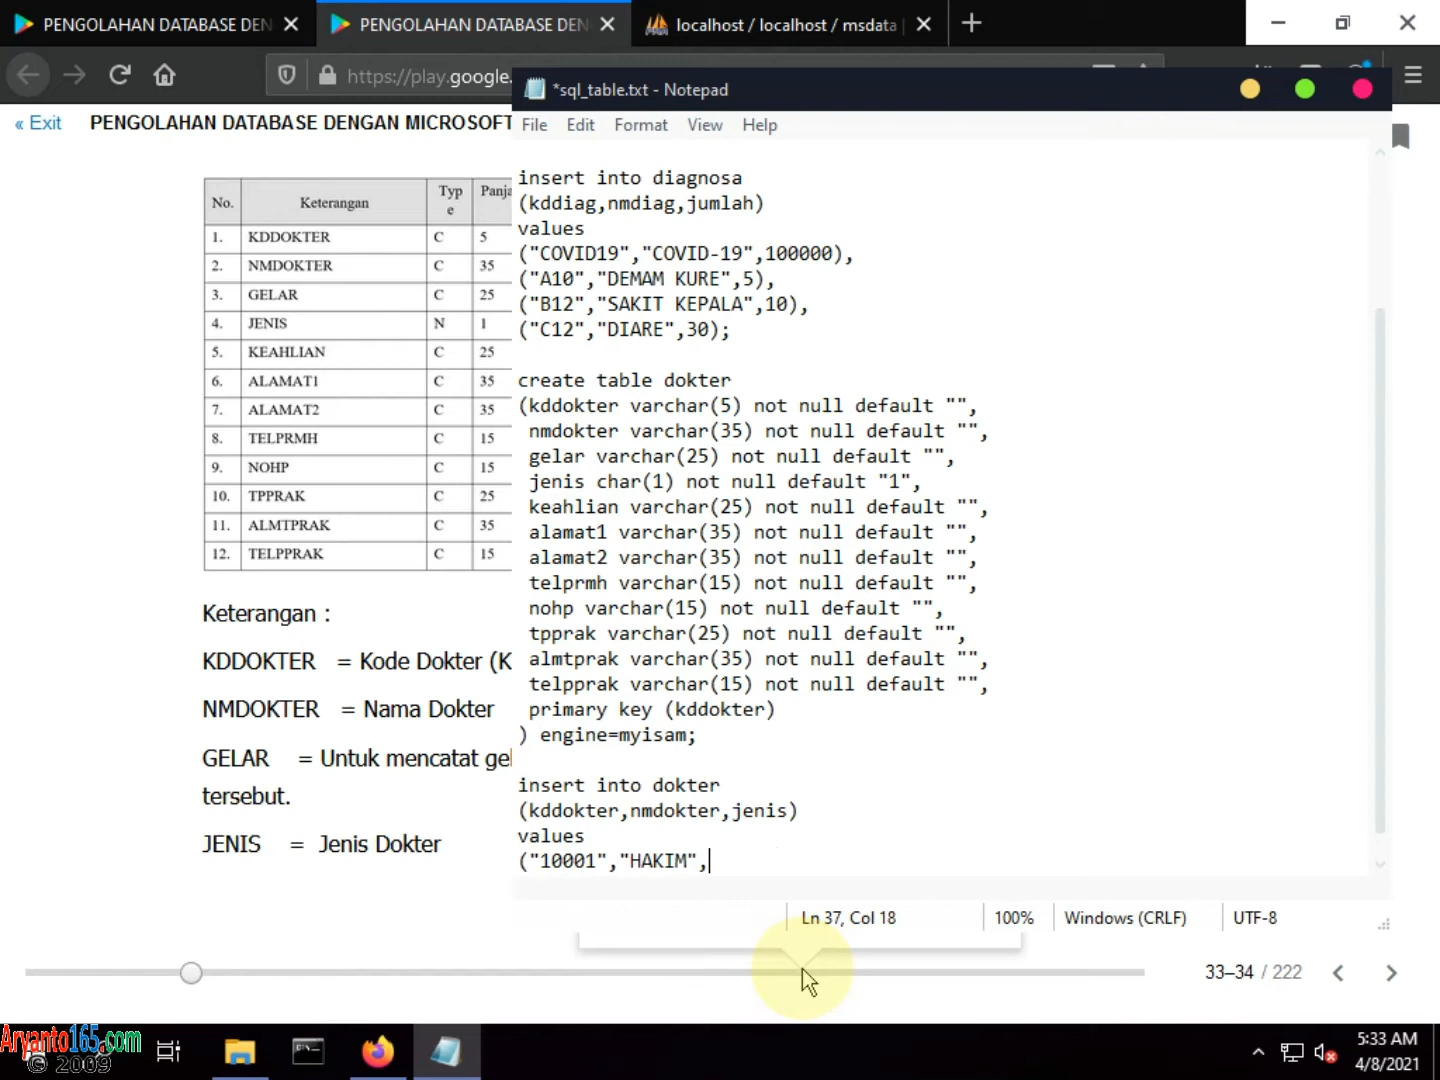 PENGOLAHAN DATABASE DEN
PENGOLAHAN DATABASE DEN
localhost / localhost / msdata |
https://play.google.
*sql_table.txt - Notepad
« Exit
PENGOLAHAN DATABASE DENGAN MICROSOFT
File Edit Format View Help
No. Keterangan Typ e Panja
1. KDDOKTER C 5
2. NMDOKTER C 35
3. GELAR C 25
4. JENIS N 1
5. KEAHLIAN C 25
6. ALAMAT1 C 35
7. ALAMAT2 C 35
8. TELPRMH C 15
9. NOHP C 15
10. TPPRAK C 25
11. ALMTPRAK C 35
12. TELPPRAK C 15
Keterangan :
KDDOKTER = Kode Dokter (K
NMDOKTER = Nama Dokter
GELAR = Untuk mencatat gel
tersebut.
JENIS = Jenis Dokter
insert into diagnosa
(kddiag,nmdiag,jumlah)
values
("COVID19","COVID-19",100000),
("A10","DEMAM KURE",5),
("B12","SAKIT KEPALA",10),
("C12","DIARE",30);
create table dokter
(kddokter varchar(5) not null default "",
nmdokter varchar(35) not null default "",
gelar varchar(25) not null default "",
jenis char(1) not null default "1",
keahlian varchar(25) not null default "",
alamat1 varchar(35) not null default "",
alamat2 varchar(35) not null default "",
telprmh varchar(15) not null default "",
nohp varchar(15) not null default "",
tpprak varchar(25) not null default "",
almtprak varchar(35) not null default "",
telpprak varchar(15) not null default "",
primary key (kddokter)
) engine=myisam;
insert into dokter
(kddokter,nmdokter,jenis)
values
("10001","HAKIM",
Ln 37, Col 18 100% Windows (CRLF) UTF-8
33–34 / 222
Aryanto165.com
© 2009
5:33 AM
4/8/2021